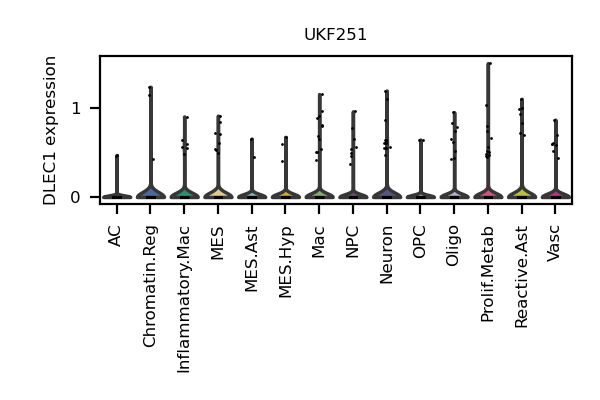 UKF251
DLEC1 expression
1
0
AC
Chromatin.Reg
Inflammatory.Mac
MES
MES.Ast
MES.Hyp
Mac
NPC
Neuron
OPC
Oligo
Prolif.Metab
Reactive.Ast
Vasc